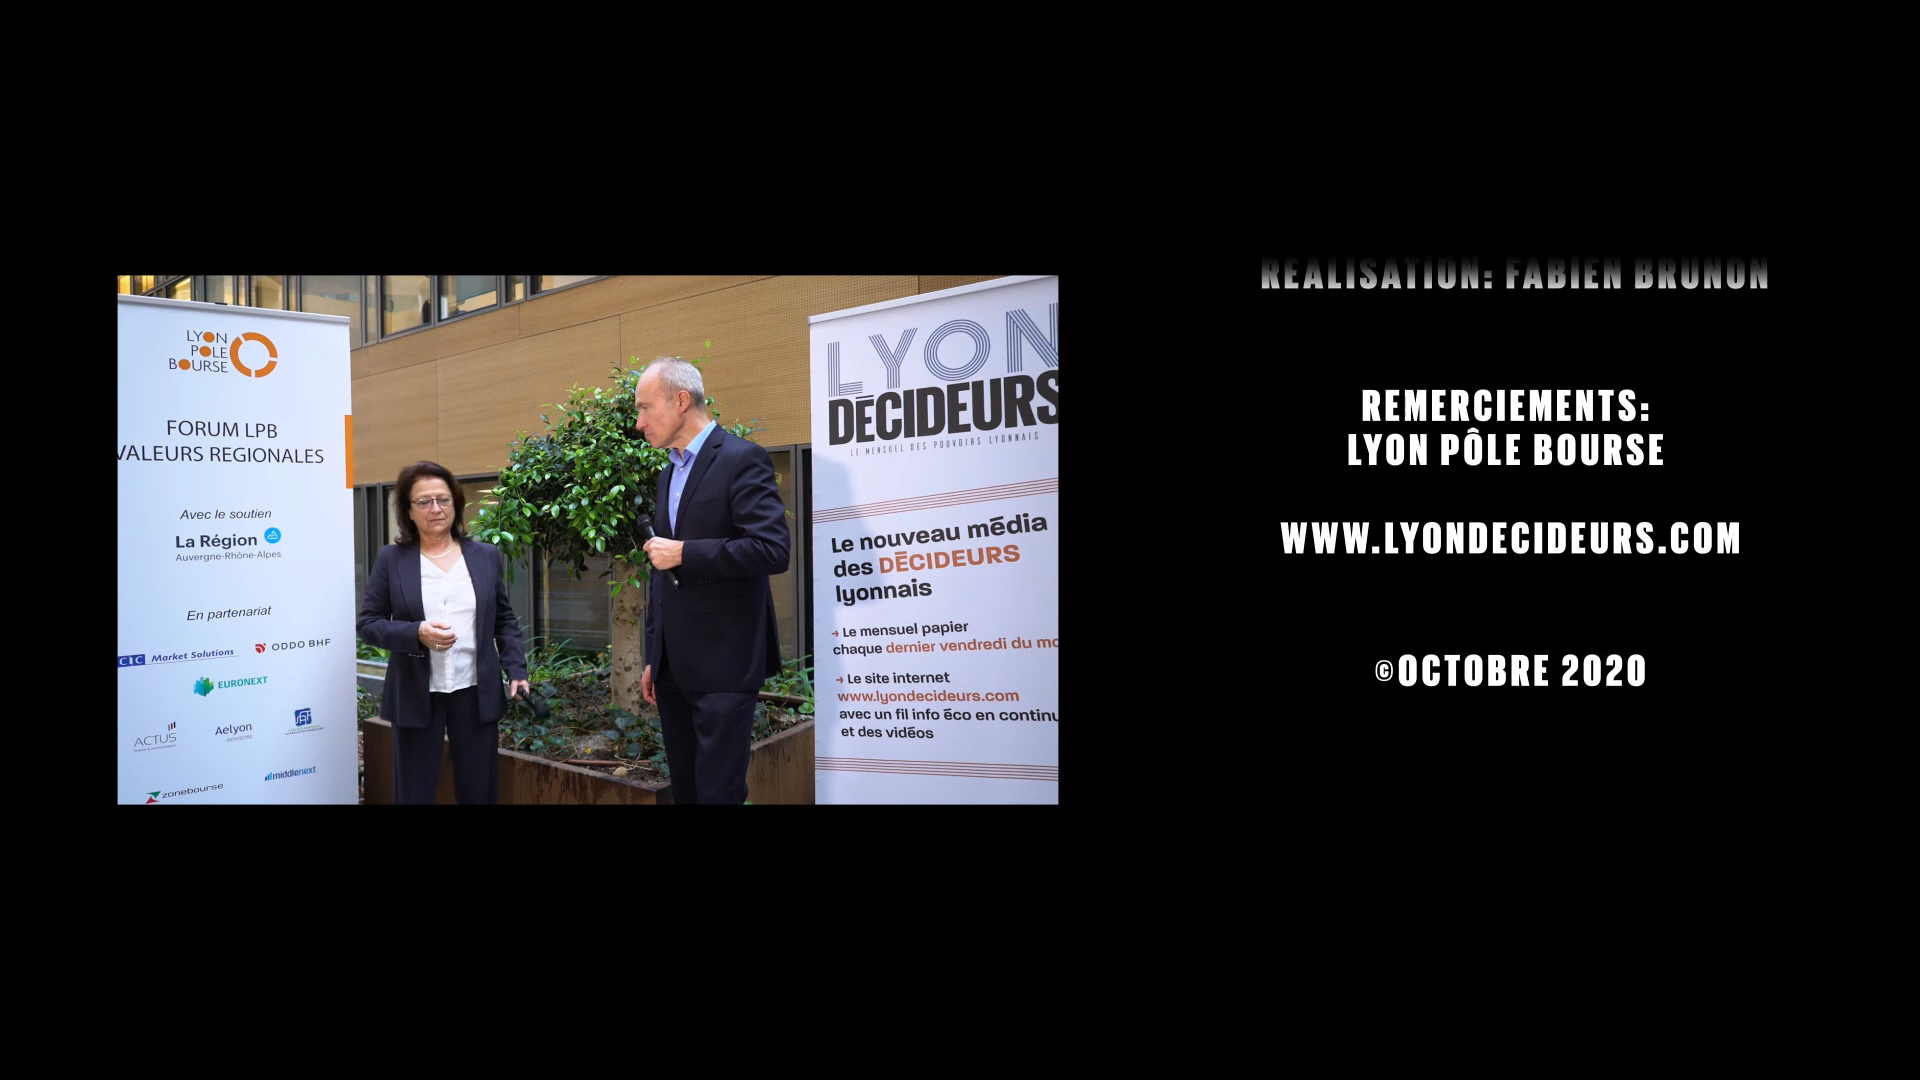 LYON
PÔLE
BOURSE
FORUM LPB
VALEURS REGIONALES
Avec le soutien
La Région
Auvergne-Rhône-Alpes
En partenariat
CIC Market Solutions
ODDO BHF
EURONEXT
ACTUS
Aelyon
ADVISORS
middlenext
zonebourse
LYON
DÉCIDEURS
LE MENSUEL DES POUVOIRS LYONNAIS
Le nouveau média
des DÉCIDEURS
lyonnais
→ Le mensuel papier
chaque dernier vendredi du mo
→ Le site internet
www.lyondecideurs.com
avec un fil info éco en continu
et des vidéos
REALISATION: FABIEN BRUNON
REMERCIEMENTS:
LYON PÔLE BOURSE
WWW.LYONDECIDEURS.COM
©OCTOBRE 2020